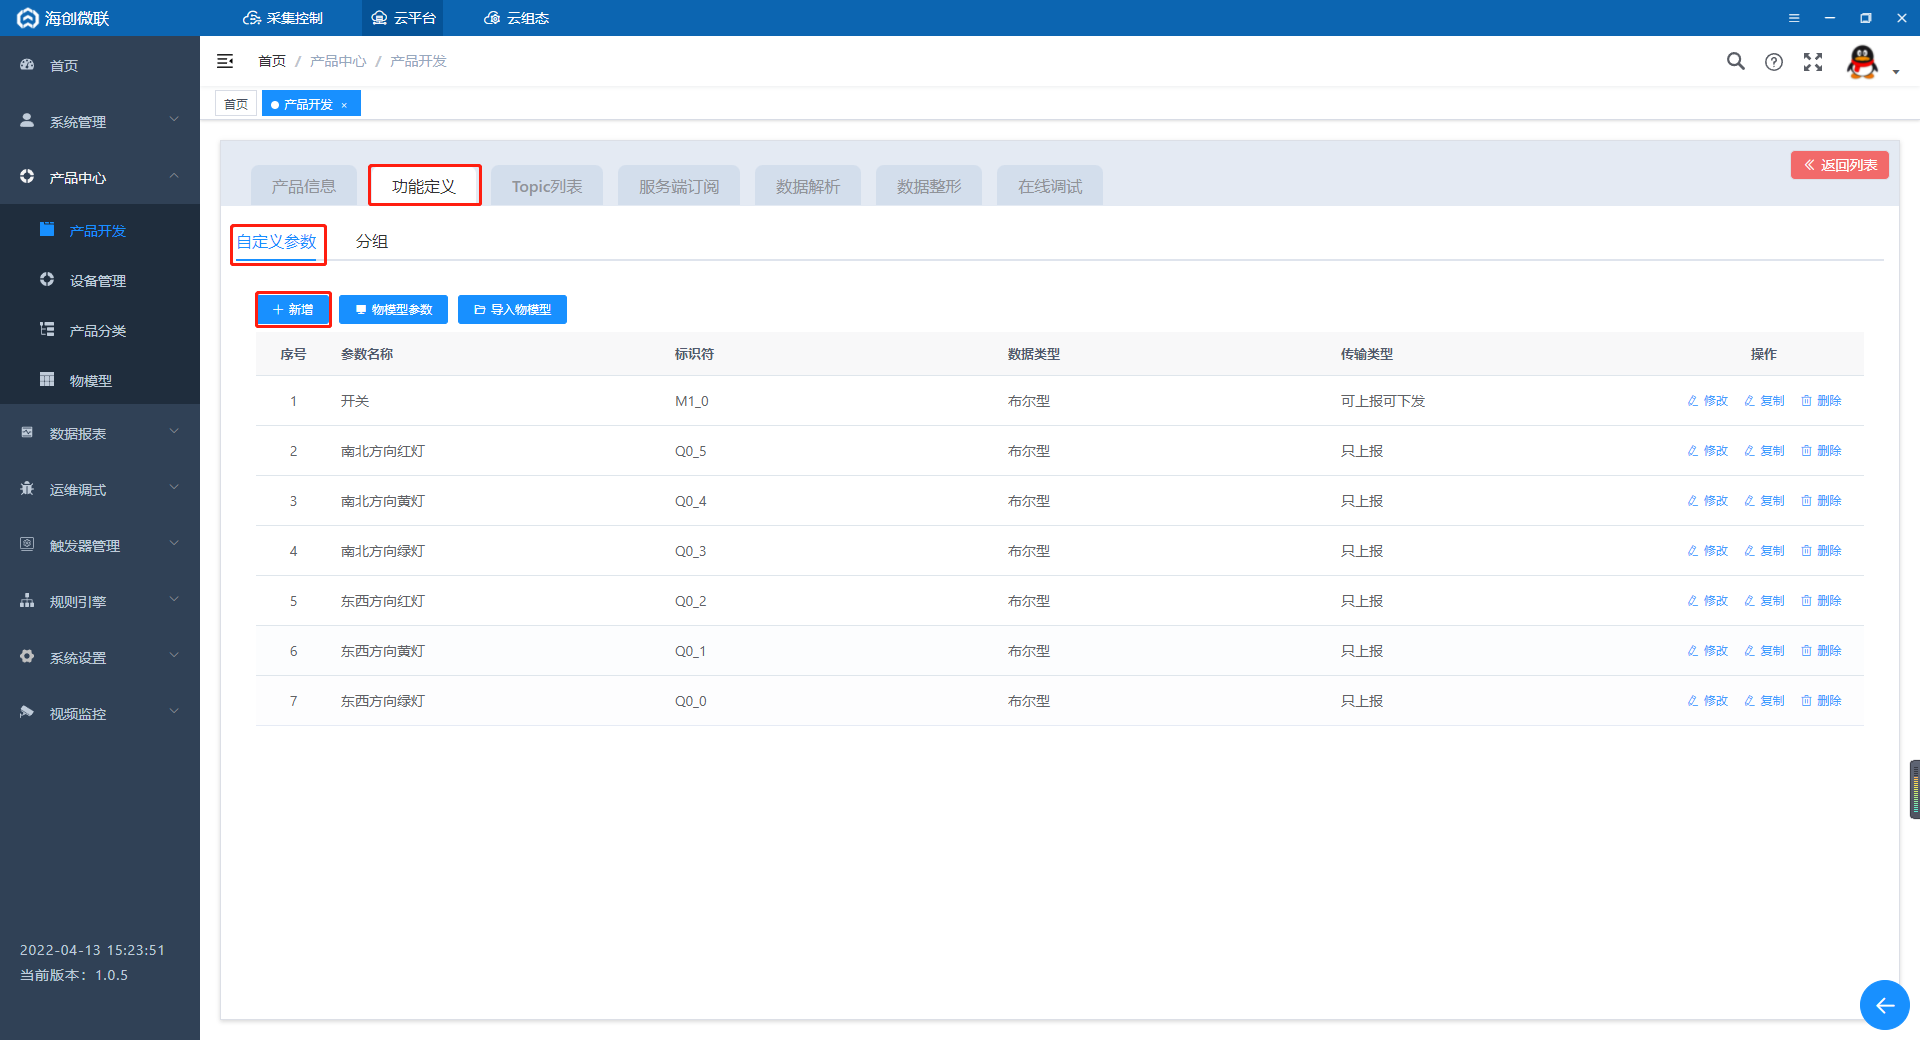 海创微联
采集控制
云平台
云组态
首页
系统管理
产品中心
产品开发
设备管理
产品分类
物模型
数据报表
运维调式
触发器管理
规则引擎
系统设置
视频监控
2022-04-13 15:23:51
当前版本：1.0.5
首页 / 产品中心 / 产品开发
首页
产品开发 ×
产品信息
功能定义
Topic列表
服务端订阅
数据解析
数据整形
在线调试
返回列表
自定义参数
分组
新增
物模型参数
导入物模型
序号 参数名称 标识符 数据类型 传输类型 操作
1 开关 M1_0 布尔型 可上报可下发 修改 复制 删除
2 南北方向红灯 Q0_5 布尔型 只上报 修改 复制 删除
3 南北方向黄灯 Q0_4 布尔型 只上报 修改 复制 删除
4 南北方向绿灯 Q0_3 布尔型 只上报 修改 复制 删除
5 东西方向红灯 Q0_2 布尔型 只上报 修改 复制 删除
6 东西方向黄灯 Q0_1 布尔型 只上报 修改 复制 删除
7 东西方向绿灯 Q0_0 布尔型 只上报 修改 复制 删除